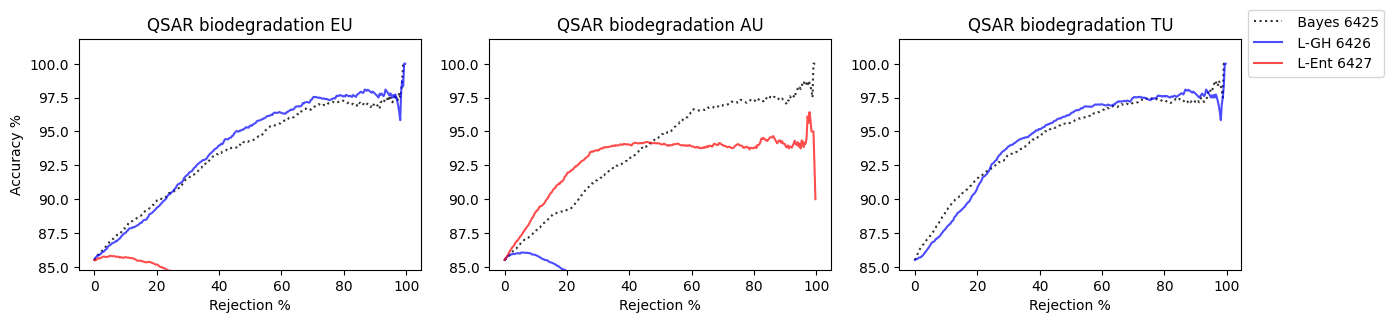 QSAR biodegradation EU
Accuracy %
100.0
97.5
95.0
92.5
90.0
87.5
85.0
0 20 40 60 80 100
Rejection %
QSAR biodegradation AU
100.0
97.5
95.0
92.5
90.0
87.5
85.0
0 20 40 60 80 100
Rejection %
QSAR biodegradation TU
100.0
97.5
95.0
92.5
90.0
87.5
85.0
0 20 40 60 80 100
Rejection %
Bayes 6425
L-GH 6426
L-Ent 6427